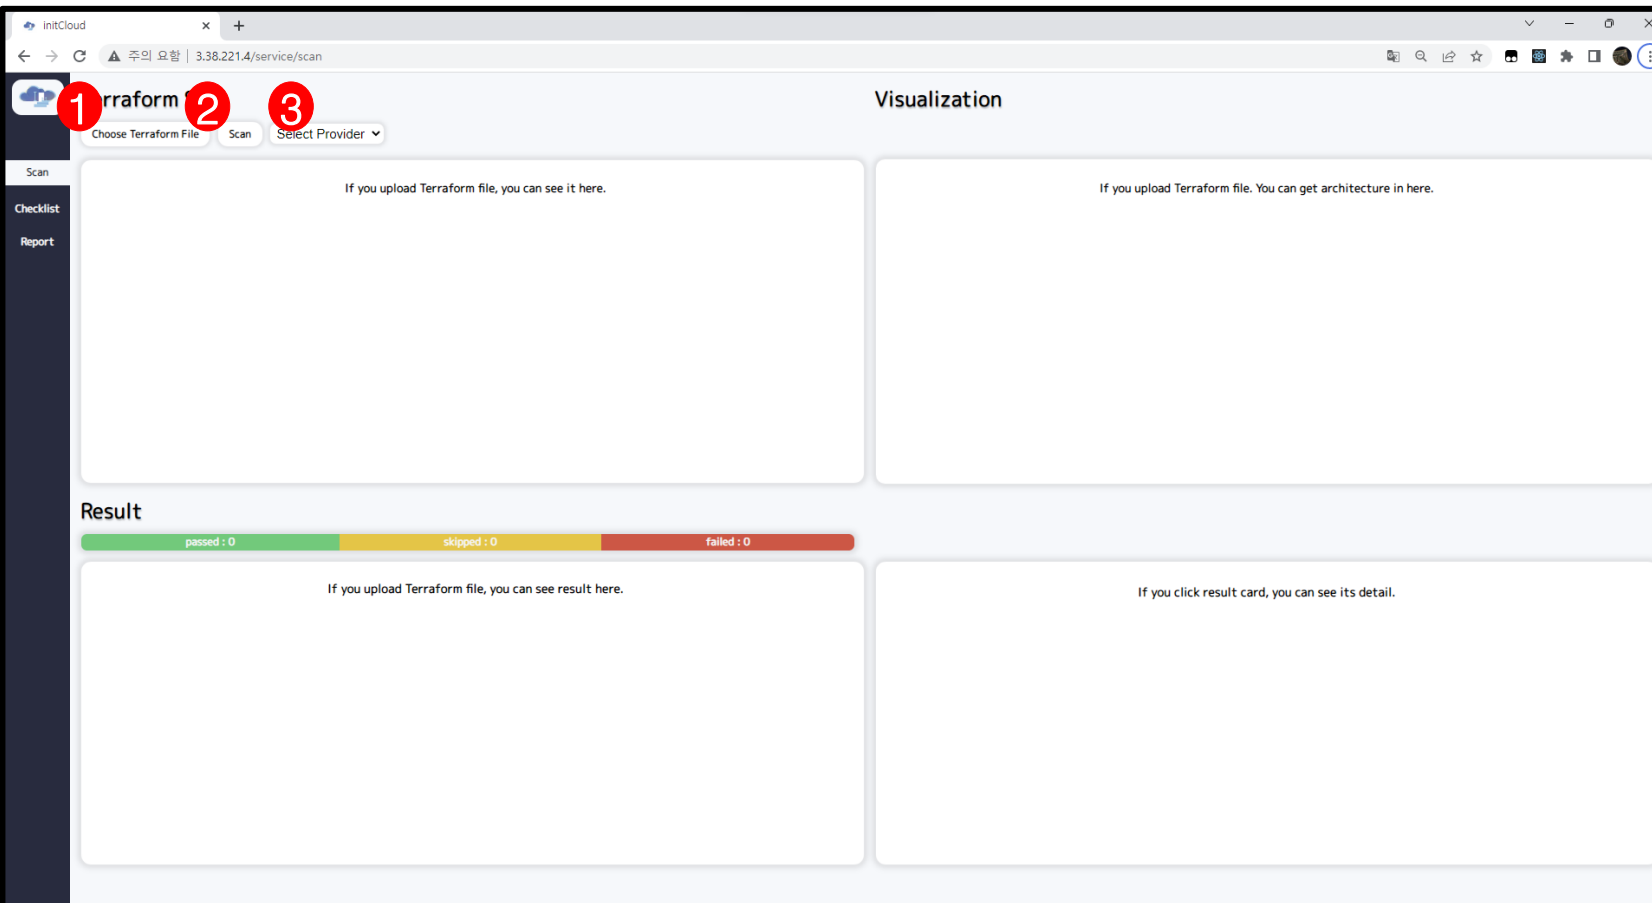 initCloud
주의 요함 | 3.38.221.4/service/scan
1 2 3
rraform
Visualization
Choose Terraform File Scan Select Provider
Scan
Checklist
Report
If you upload Terraform file, you can see it here.
If you upload Terraform file. You can get architecture in here.
Result
passed : 0 skipped : 0 failed : 0
If you upload Terraform file, you can see result here.
If you click result card, you can see its detail.